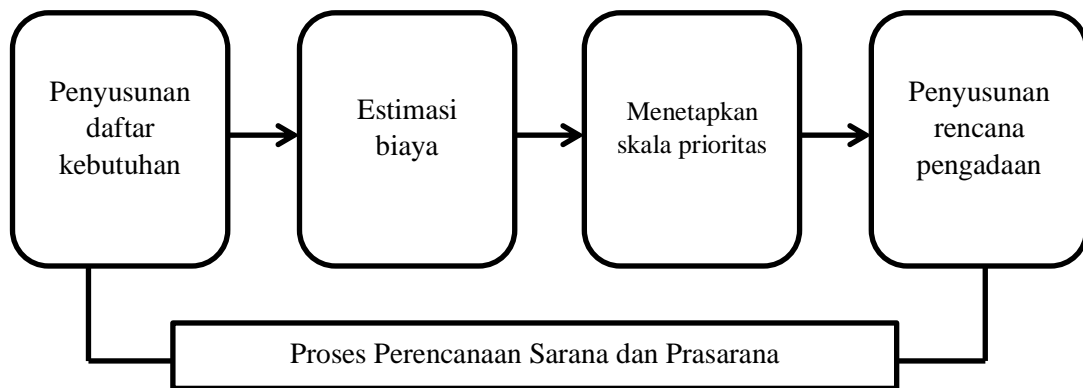 Penyusunan
daftar
kebutuhan
Estimasi
biaya
Menetapkan
skala prioritas
Penyusunan
rencana
pengadaan
Proses Perencanaan Sarana dan Prasarana